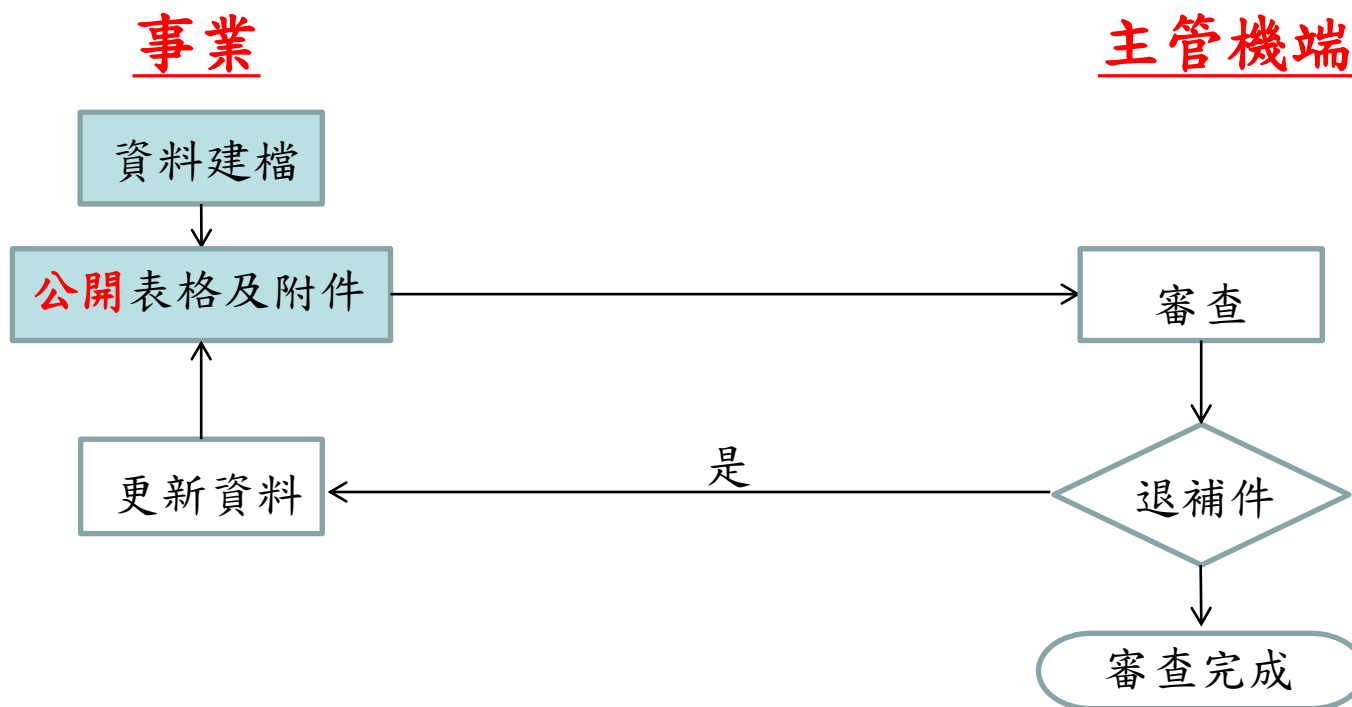 事業
主管機端
資料建檔
公開表格及附件
審查
是
更新資料
退補件
審查完成